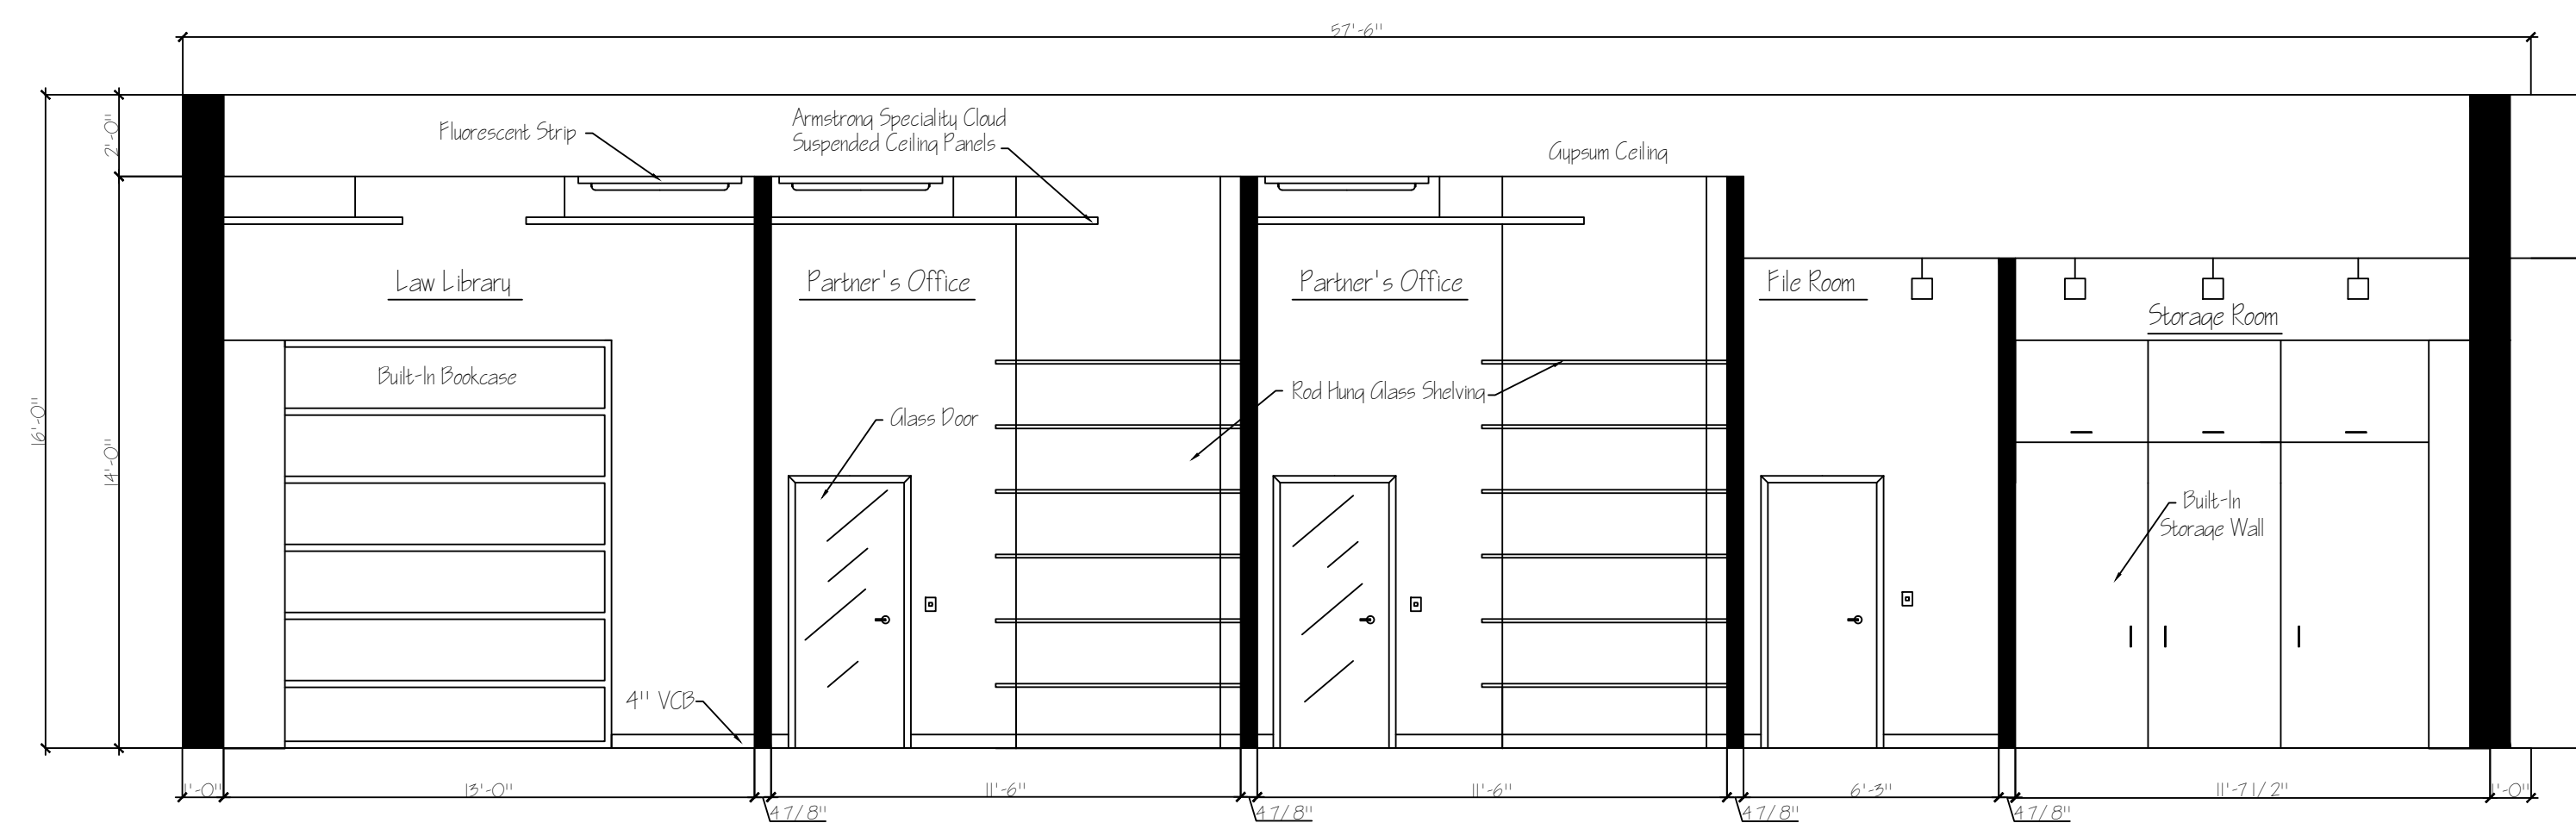 57'-6"
Fluorescent Strip
Armstrong Speciality Cloud
Suspended Ceiling Panels
Gypsum Ceiling
2'-0"
16'-0"
14'-0"
Law Library
Partner's Office
Partner's Office
File Room
Storage Room
Built-In Bookcase
Rod Hung Glass Shelving
Glass Door
Built-In
Storage Wall
4" VCB
1'-0"
13'-0"
11'-6"
11'-6"
6'-3"
11'-7 1/2"
1'-0"
4 7/8"
4 7/8"
4 7/8"
4 7/8"